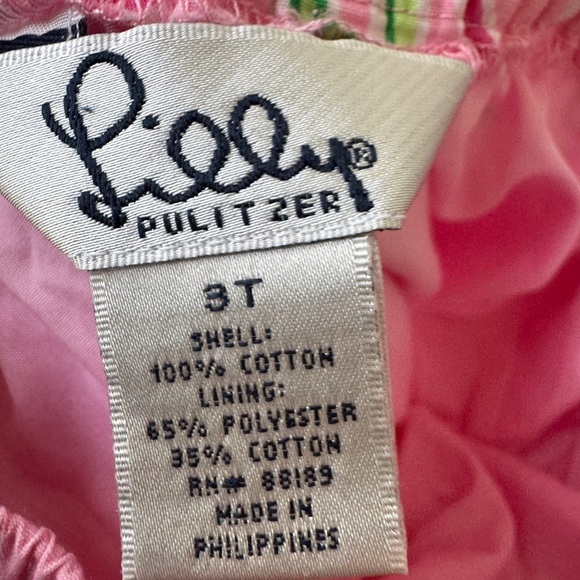 Lilly®
PULITZER
3T
SHELL:
100% COTTON
LINING:
65% POLYESTER
35% COTTON
RN# 88189
MADE IN
PHILIPPINES